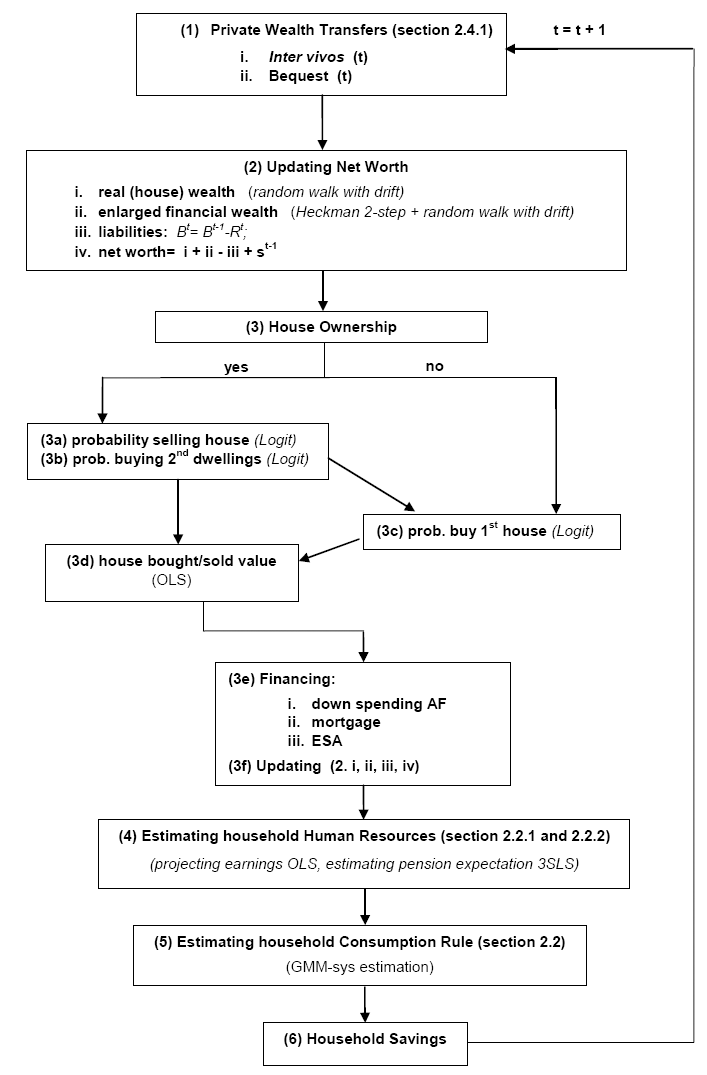 (1) Private Wealth Transfers (section 2.4.1)
i. Inter vivos (t)
ii. Bequest (t)
t = t + 1
(2) Updating Net Worth
i. real (house) wealth (random walk with drift)
ii. enlarged financial wealth (Heckman 2-step + random walk with drift)
iii. liabilities: Bᵗ= Bᵗ⁻¹-Rᵗ;
iv. net worth= i + ii - iii + sᵗ⁻¹
(3) House Ownership
yes
no
(3a) probability selling house (Logit)
(3b) prob. buying 2ⁿᵈ dwellings (Logit)
(3c) prob. buy 1ˢᵗ house (Logit)
(3d) house bought/sold value
(OLS)
(3e) Financing:
i. down spending AF
ii. mortgage
iii. ESA
(3f) Updating (2. i, ii, iii, iv)
(4) Estimating household Human Resources (section 2.2.1 and 2.2.2)
(projecting earnings OLS, estimating pension expectation 3SLS)
(5) Estimating household Consumption Rule (section 2.2)
(GMM-sys estimation)
(6) Household Savings